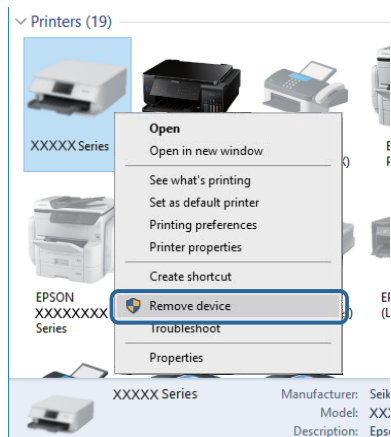 Printers (19)
XXXXX Series
Open
Open in new window
See what's printing
Set as default printer
Printing preferences
Printer properties
Create shortcut
Remove device
Troubleshoot
Properties
EPSON
XXXXXXXX
Series
XXXXX Series
Manufacturer:
Model:
Description: